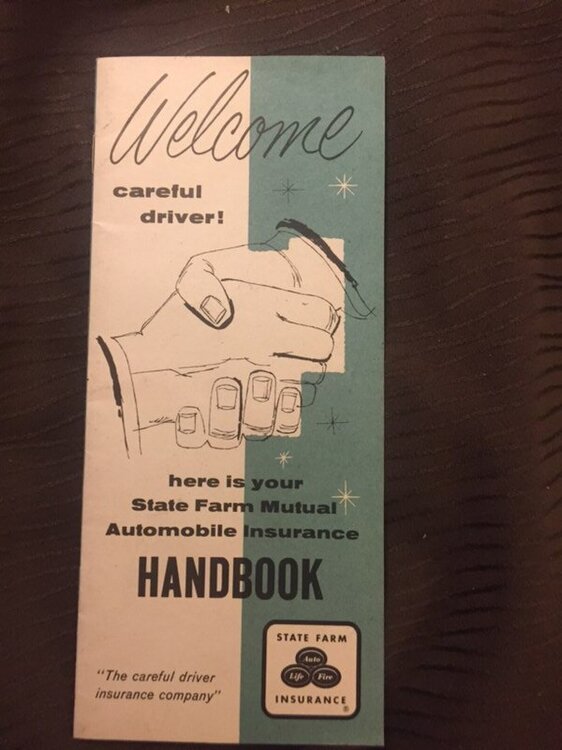 Welcome
careful
driver!
here is your
State Farm Mutual
Automobile Insurance
HANDBOOK
"The careful driver
insurance company"
STATE FARM
Auto
Life Fire
INSURANCE
®